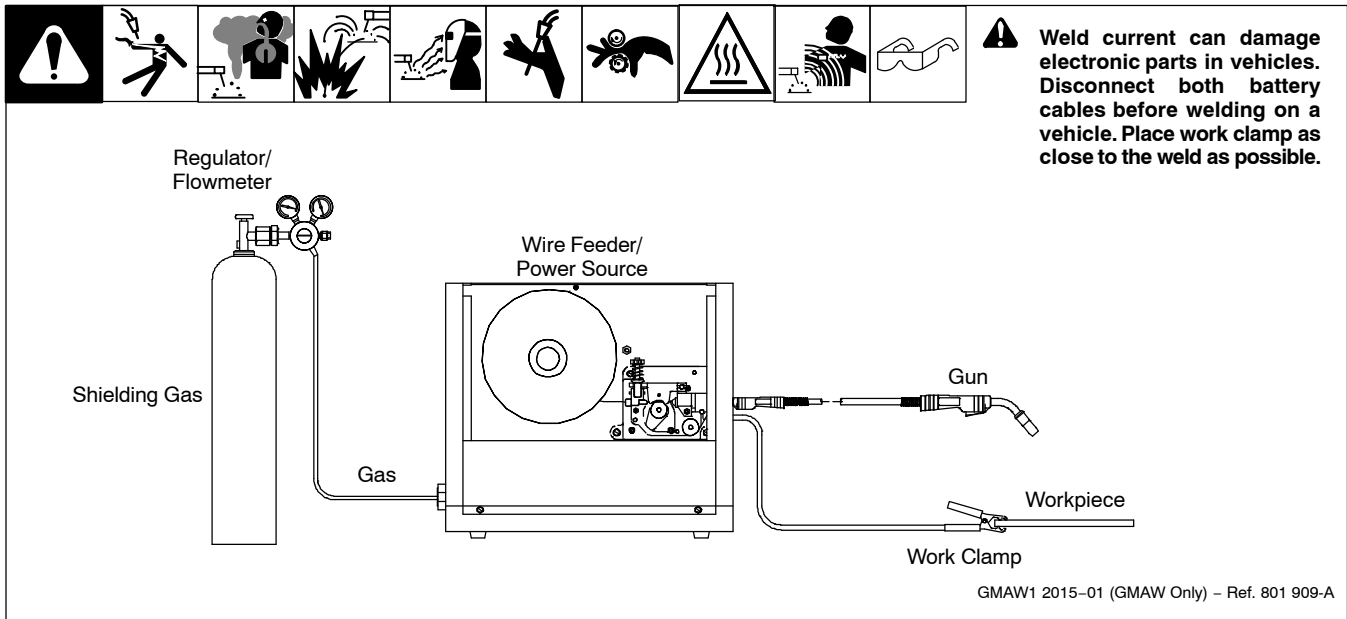 Weld current can damage
electronic parts in vehicles.
Disconnect both battery
cables before welding on a
vehicle. Place work clamp as
close to the weld as possible.
Regulator/
Flowmeter
Wire Feeder/
Power Source
Shielding Gas
Gun
Gas
Workpiece
Work Clamp
GMAW1 2015−01 (GMAW Only) − Ref. 801 909-A